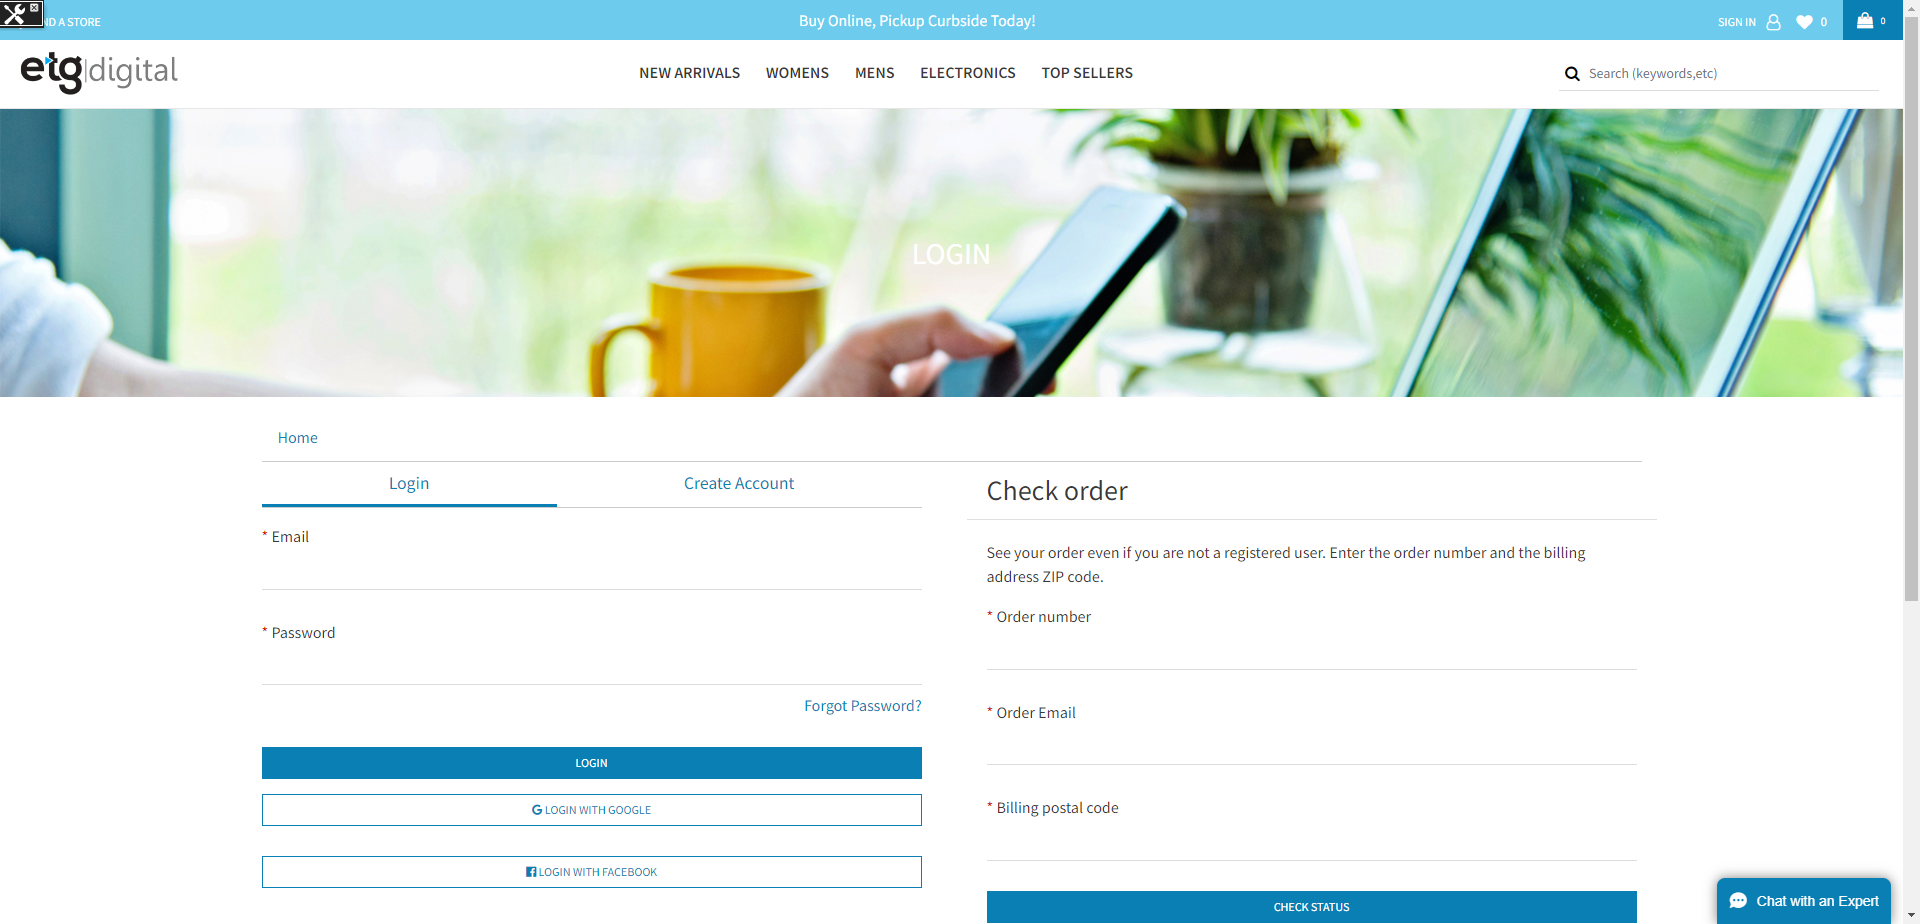 ND A STORE
Buy Online, Pickup Curbside Today!
SIGN IN
0
0
etg|digital
NEW ARRIVALS
WOMENS
MENS
ELECTRONICS
TOP SELLERS
Search (keywords,etc)
LOGIN
Home
Login
Create Account
* Email
* Password
Forgot Password?
LOGIN
LOGIN WITH GOOGLE
LOGIN WITH FACEBOOK
Check order
See your order even if you are not a registered user. Enter the order number and the billing
address ZIP code.
* Order number
* Order Email
* Billing postal code
CHECK STATUS
Chat with an Expert